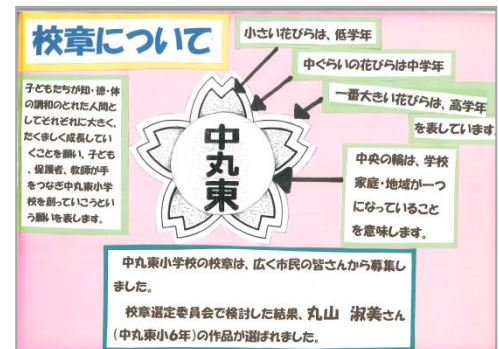 校章について
小さい花びらは、低学年
中ぐらいの花びらは中学年
一番大きい花びらは、高学年
を表しています
子どもたちが知・徳・体
の調和のとれた人間と
してそれぞれに大きく、
たくましく成長してい
くことを願い、子ども
、保護者、教師が手
をつなぎ中丸東小学
校を創っていこうとい
う願いを表します。
中丸東
中央の輪は、学校
家庭・地域が一つ
になっていること
を意味します。
中丸東小学校の校章は、広く市民の皆さんから募集し
ました。
校章選定委員会で検討した結果、丸山 淑美さん
(中丸東小6年)の作品が選ばれました。